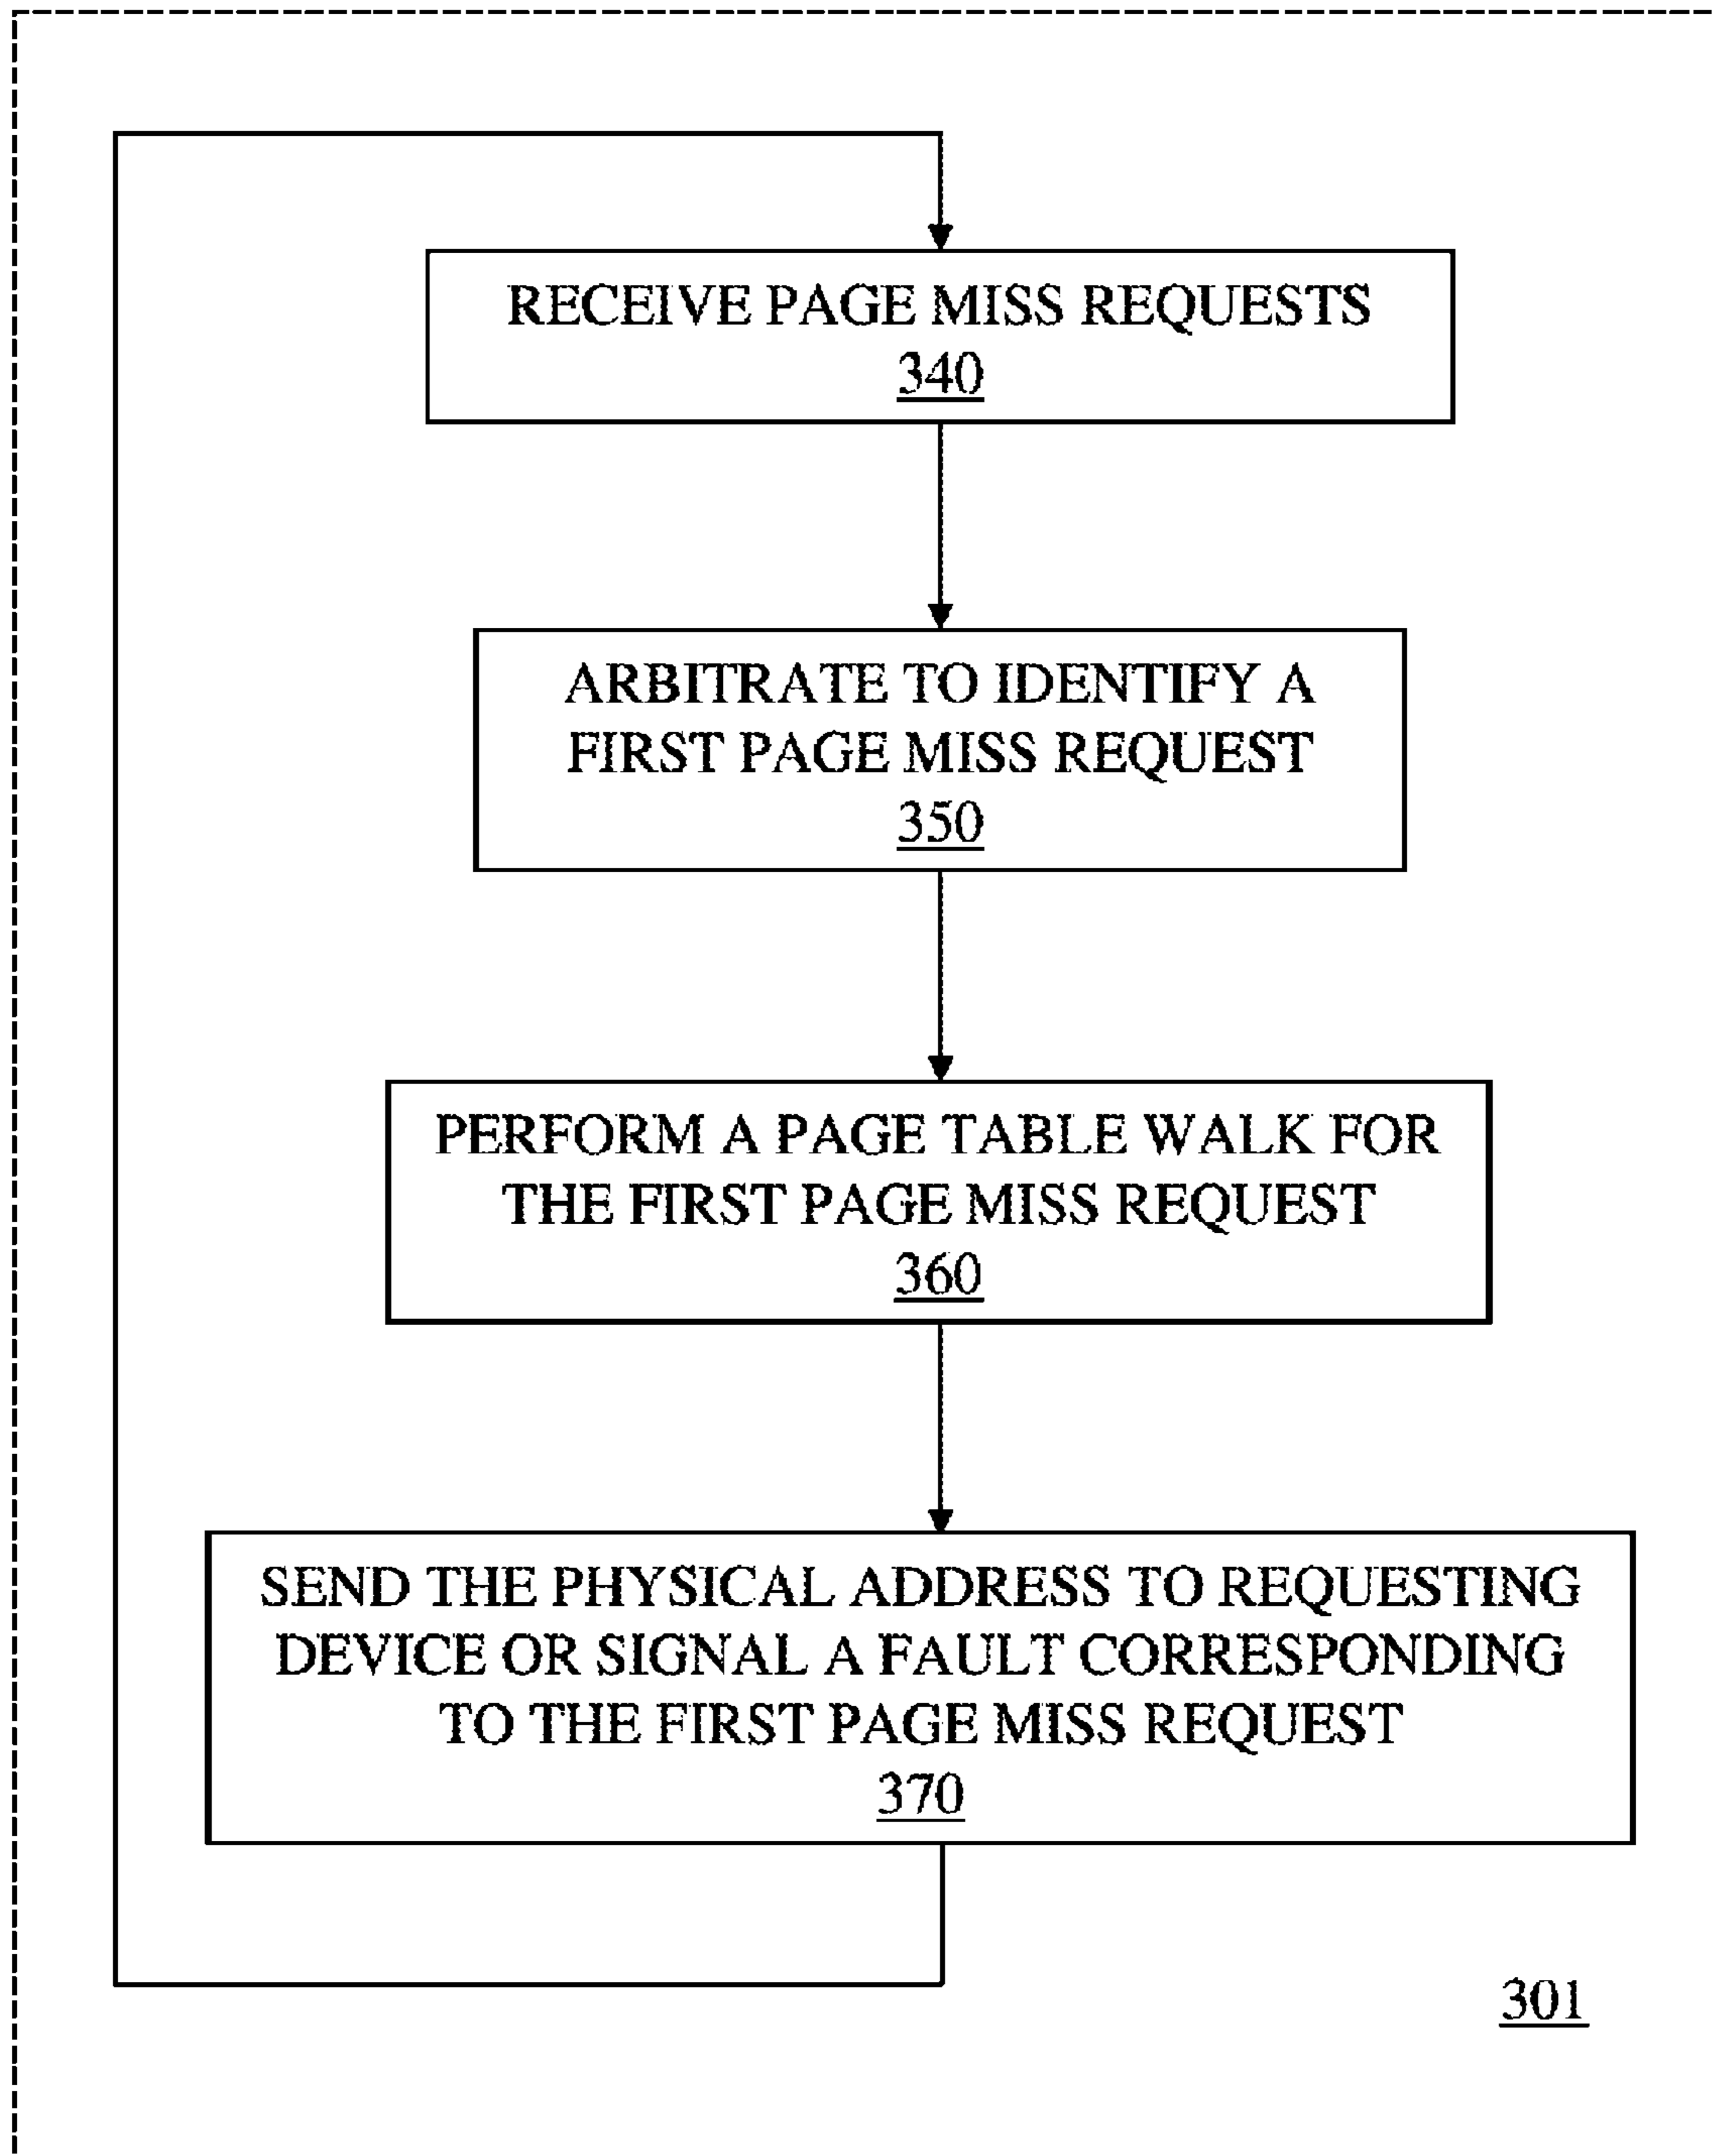 RECEIVE PAGE MISS REQUESTS
340
ARBITRATE TO IDENTIFY A
FIRST PAGE MISS REQUEST
350
PERFORM A PAGE TABLE WALK FOR
THE FIRST PAGE MISS REQUEST
360
SEND THE PHYSICAL ADDRESS TO REQUESTING
DEVICE OR SIGNAL A FAULT CORRESPONDING
TO THE FIRST PAGE MISS REQUEST
370
301